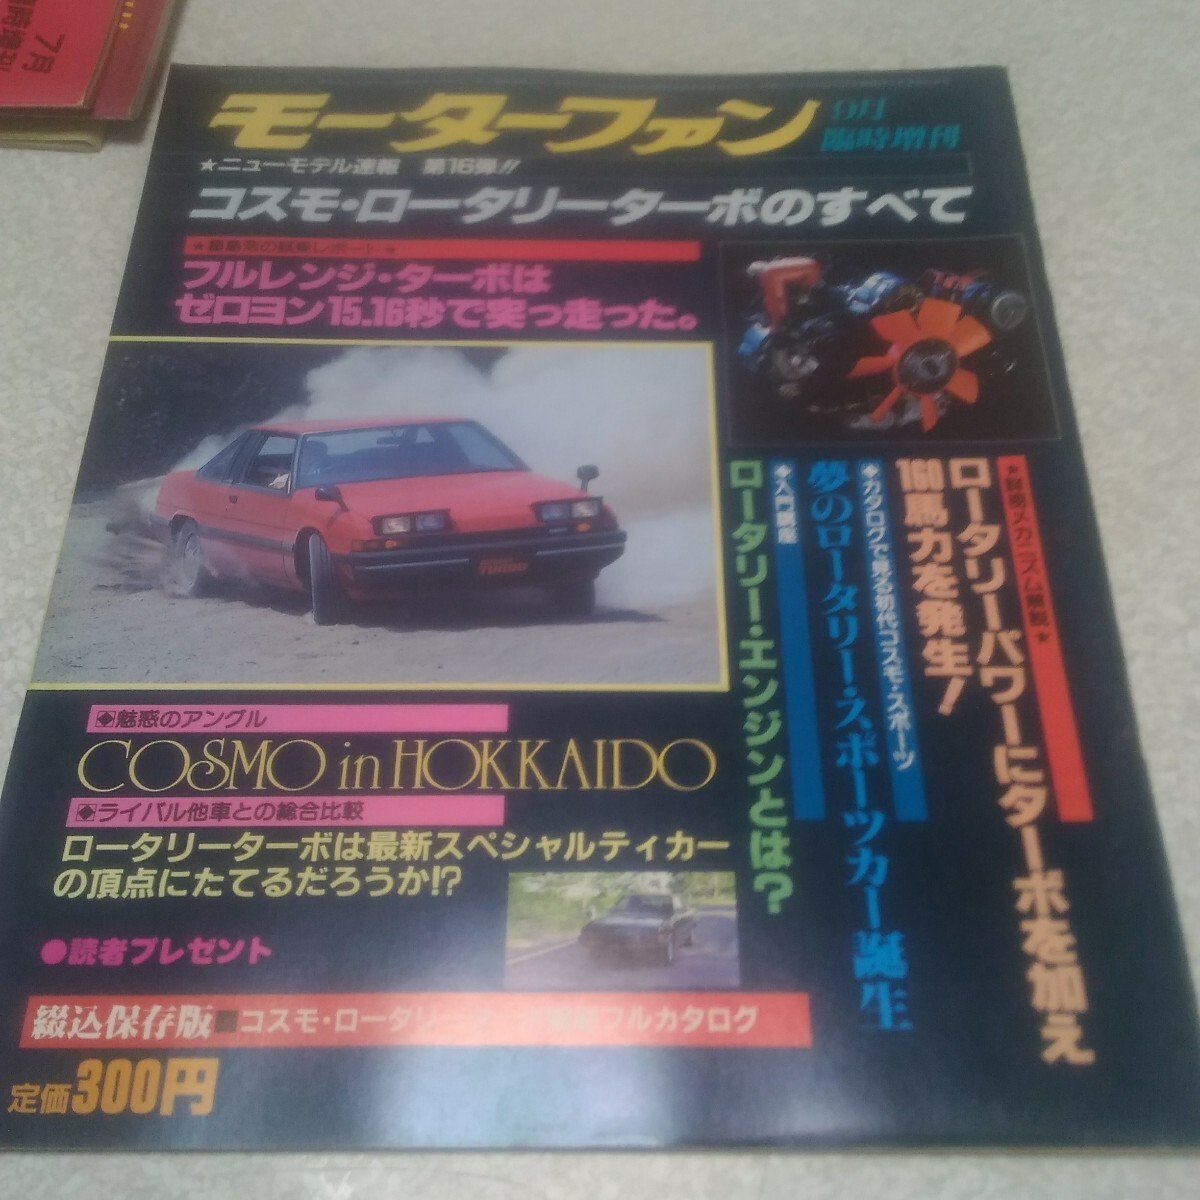 7月
モーターファン
9月
臨時増刊
★ニューモデル速報 第16弾!!
コスモ・ロータリーターボのすべて
フルレンジ・ターボは
ゼロヨン15.16秒で突っ走った。
TURBO
★詳密メカニズム解説★
ロータリーパワーにターボを加え
160馬力を発生!
◆カタログで見る初代コスモ・スポーツ
夢のロータリー・スポーツカー誕生
◆入門講座
ロータリー・エンジンとは?
◆魅惑のアングル
COSMO in HOKKAIDO
◆ライバル他車との総合比較
ロータリーターボは最新スペシャルティカー
の頂点にたてるだろうか!?
●読者プレゼント
綴込保存版■コスモ・ロータリー フルカタログ
定価300円